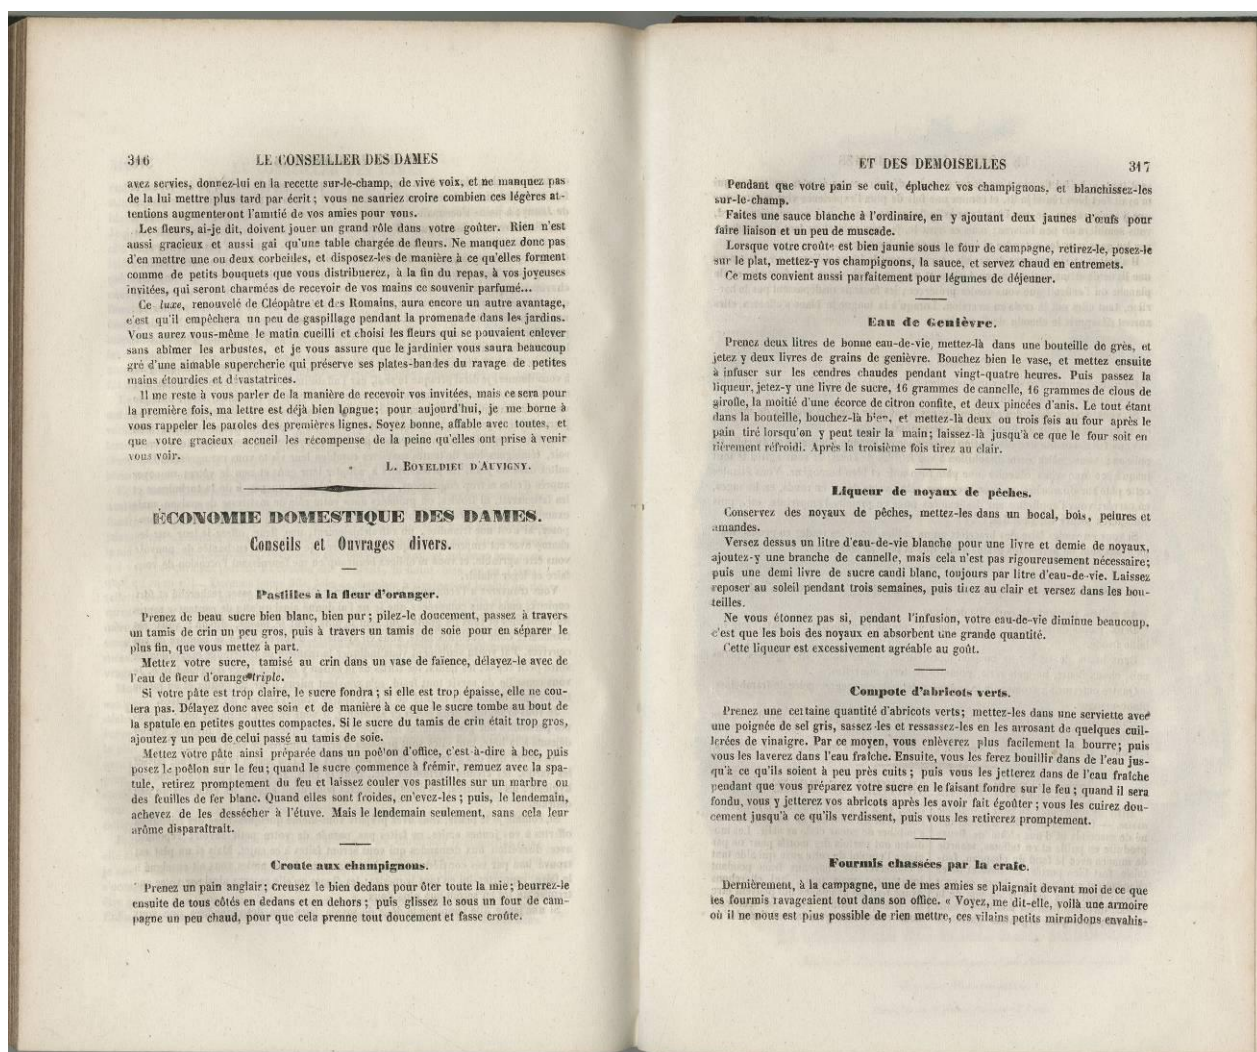 316
LE CONSEILLER DES DAMES
avez servies, donnez-lui en la recette sur-le-champ, de vive voix, et ne manquez pas
de la lui mettre plus tard par écrit ; vous ne sauriez croire combien ces légères at-
tentions augmenteront l'amitié de vos amies pour vous.
Les fleurs, ai-je dit, doivent jouer un grand rôle dans votre goûter. Rien n'est
aussi gracieux et aussi gai qu'une table chargée de fleurs. Ne manquez donc pas
d'en mettre une ou deux corbeilles, et disposez-les de manière à ce qu'elles forment
comme de petits bouquets que vous distribuerez, à la fin du repas, à vos joyeuses
invitées, qui seront charmées de recevoir de vos mains ce souvenir parfumé...
Ce luxe, renouvelé de Cléopâtre et des Romains, aura encore un autre avantage,
c'est qu'il empêchera un peu de gaspillage pendant la promenade dans les jardins.
Vous aurez vous-même le matin cueilli et choisi les fleurs qui se pouvaient enlever
sans abîmer les arbustes, et je vous assure que le jardinier vous saura beaucoup
gré d'une aimable supercherie qui préserve ses plates-bandes du ravage de petites
mains étourdies et dévastatrices.
Il me reste à vous parler de la manière de recevoir vos invitées, mais ce sera pour
la première fois, ma lettre est déjà bien longue; pour aujourd'hui, je me borne à
vous rappeler les paroles des premières lignes. Soyez bonne, affable avec toutes, et
que votre gracieux accueil les récompense de la peine qu'elles ont prise à venir
vous voir.
L. BOYELDIEU D'AUVIGNY.
ÉCONOMIE DOMESTIQUE DES DAMES.
Conseils et Ouvrages divers.
Pastilles à la fleur d'oranger.
Prenez de beau sucre bien blanc, bien pur ; pilez-le doucement, passez à travers
un tamis de crin un peu gros, puis à travers un tamis de soie pour en séparer le
plus fin, que vous mettez à part.
Mettez votre sucre, tamisé au crin dans un vase de faïence, délayez-le avec de
l'eau de fleur d'orange triple.
Si votre pâte est trop claire, le sucre fondra ; si elle est trop épaisse, elle ne cou-
lera pas. Délayez donc avec soin et de manière à ce que le sucre tombe au bout de
la spatule en petites gouttes compactes. Si le sucre du tamis de crin était trop gros,
ajoutez y un peu de celui passé au tamis de soie.
Mettez votre pâte ainsi préparée dans un poêlon d'office, c'est-à-dire à bec, puis
posez le poêlon sur le feu; quand le sucre commence à frémir, remuez avec la spa-
tule, retirez promptement du feu et laissez couler vos pastilles sur un marbre ou
des feuilles de fer blanc. Quand elles sont froides, enlevez-les ; puis, le lendemain,
achevez de les dessécher à l'étuve. Mais le lendemain seulement, sans cela leur
arôme disparaîtrait.
Croute aux champignons.
Prenez un pain anglais; creusez le bien dedans pour ôter toute la mie; beurrez-le
ensuite de tous côtés en dedans et en dehors ; puis glissez le sous un four de cam-
pagne un peu chaud, pour que cela prenne tout doucement et fasse croûte.
ET DES DEMOISELLES
317
Pendant que votre pain se cuit, épluchez vos champignons, et blanchissez-les
sur-le-champ.
Faites une sauce blanche à l'ordinaire, en y ajoutant deux jaunes d'œufs pour
faire liaison et un peu de muscade.
Lorsque votre croûte est bien jaunie sous le four de campagne, retirez-le, posez-le
sur le plat, mettez-y vos champignons, la sauce, et servez chaud en entremets.
Ce mets convient aussi parfaitement pour légumes de déjeuner.
Eau de Genièvre.
Prenez deux litres de bonne eau-de-vie, mettez-là dans une bouteille de grès, et
jetez y deux livres de grains de genièvre. Bouchez bien le vase, et mettez ensuite
à infuser sur les cendres chaudes pendant vingt-quatre heures. Puis passez la
liqueur, jetez-y une livre de sucre, 16 grammes de cannelle, 16 grammes de clous de
girofle, la moitié d'une écorce de citron confite, et deux pincées d'anis. Le tout étant
dans la bouteille, bouchez-là bien, et mettez-là deux ou trois fois au four après le
pain tiré lorsqu'on y peut tenir la main; laissez-là jusqu'à ce que le four soit en
tièrement réfroidi. Après la troisième fois tirez au clair.
Liqueur de noyaux de pêches.
Conservez des noyaux de pêches, mettez-les dans un bocal, bois, pelures et
amandes.
Versez dessus un litre d'eau-de-vie blanche pour une livre et demie de noyaux,
ajoutez-y une branche de cannelle, mais cela n'est pas rigoureusement nécessaire;
puis une demi livre de sucre candi blanc, toujours par litre d'eau-de-vie. Laissez
reposer au soleil pendant trois semaines, puis tirez au clair et versez dans les bou-
teilles.
Ne vous étonnez pas si, pendant l'infusion, votre eau-de-vie diminue beaucoup,
c'est que les bois des noyaux en absorbent une grande quantité.
Cette liqueur est excessivement agréable au goût.
Compote d'abricots verts.
Prenez une certaine quantité d'abricots verts; mettez-les dans une serviette avec
une poignée de sel gris, sassez-les et ressassez-les en les arrosant de quelques cuil-
lerées de vinaigre. Par ce moyen, vous enlèverez plus facilement la bourre; puis
vous les laverez dans l'eau fraîche. Ensuite, vous les ferez bouillir dans de l'eau jus-
qu'à ce qu'ils soient à peu près cuits ; puis vous les jetterez dans de l'eau fraîche
pendant que vous préparez votre sucre en le faisant fondre sur le feu ; quand il sera
fondu, vous y jetterez vos abricots après les avoir fait égoûter ; vous les cuirez dou-
cement jusqu'à ce qu'ils verdissent, puis vous les retirerez promptement.
Fourmis chassées par la craie.
Dernièrement, à la campagne, une de mes amies se plaignait devant moi de ce que
les fourmis ravageaient tout dans son office. « Voyez, me dit-elle, voilà une armoire
où il ne nous est plus possible de rien mettre, ces vilains petits mirmidons envahis-